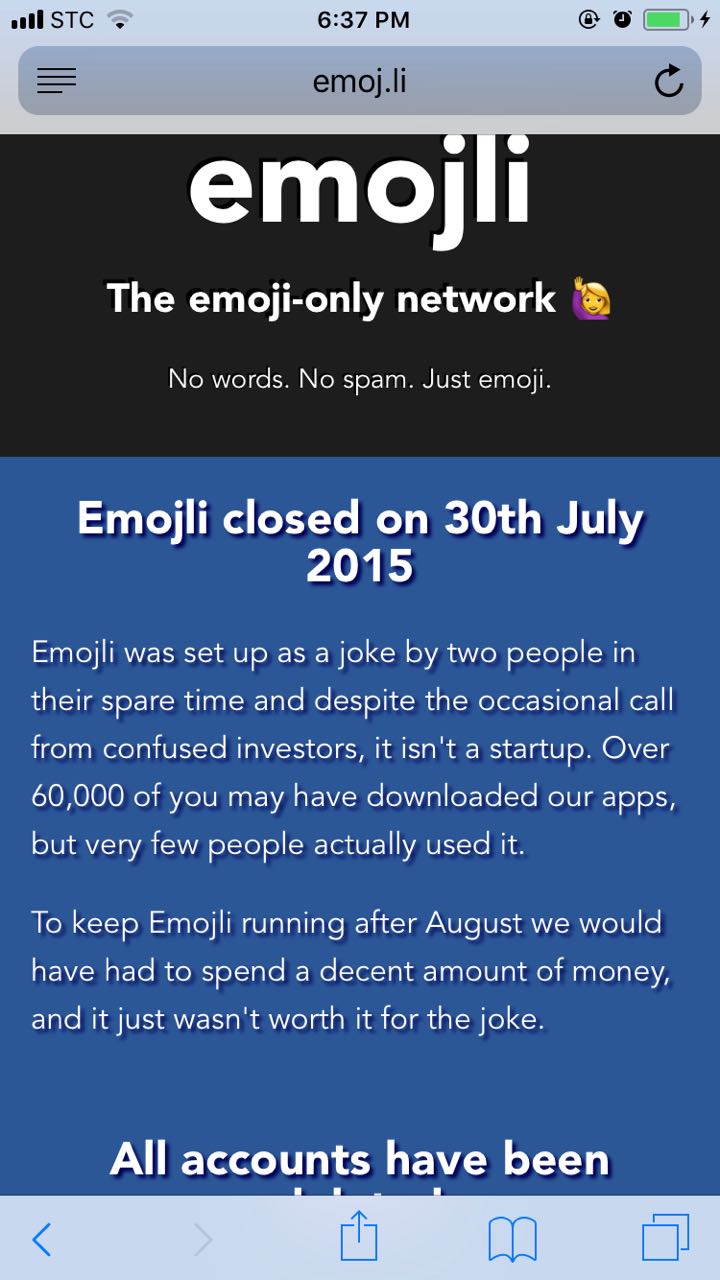 STC 6:37 PM
emoj.li
emojli
The emoji-only network 🙋
No words. No spam. Just emoji.
Emojli closed on 30th July
2015
Emojli was set up as a joke by two people in
their spare time and despite the occasional call
from confused investors, it isn't a startup. Over
60,000 of you may have downloaded our apps,
but very few people actually used it.
To keep Emojli running after August we would
have had to spend a decent amount of money,
and it just wasn't worth it for the joke.
All accounts have been